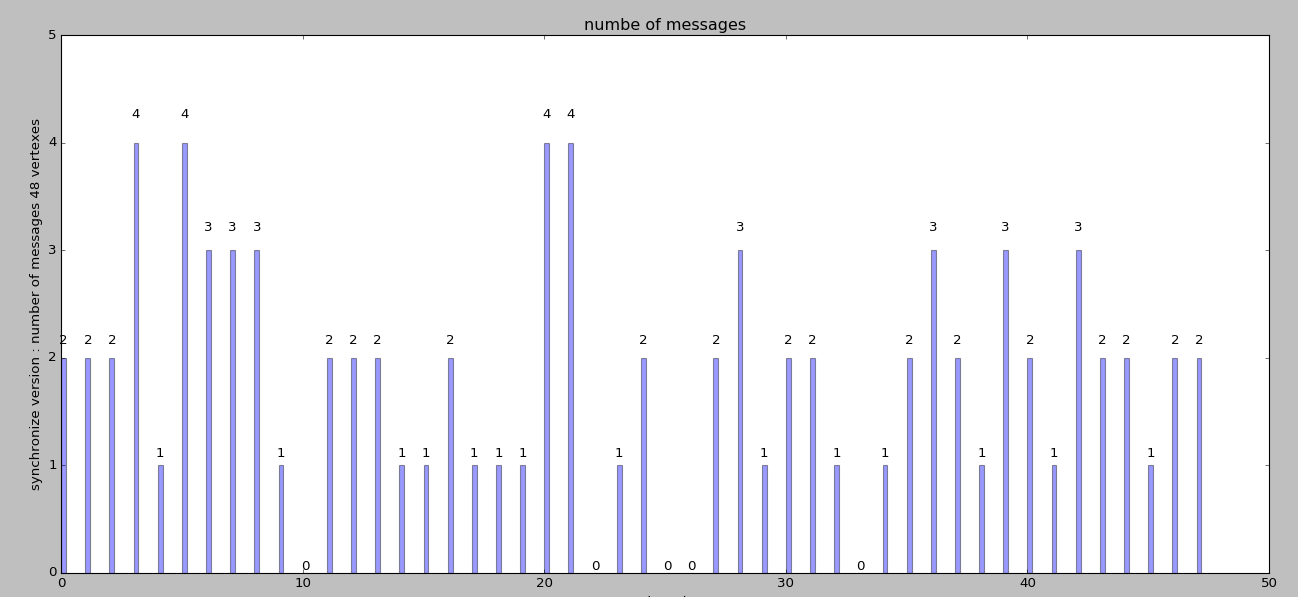 numbe of messages
synchronize version : number of messages 48 vertexes
5
4
3
2
1
0
4 4 4 4
3 3 3 3 3 3 3
2 2 2 2 2 2 2 2 2 2 2 2 2 2 2 2 2 2 2
1 1 1 1 1 1 1 1 1 1 1 1 1 1
0 0 0 0 0
0 10 20 30 40 50